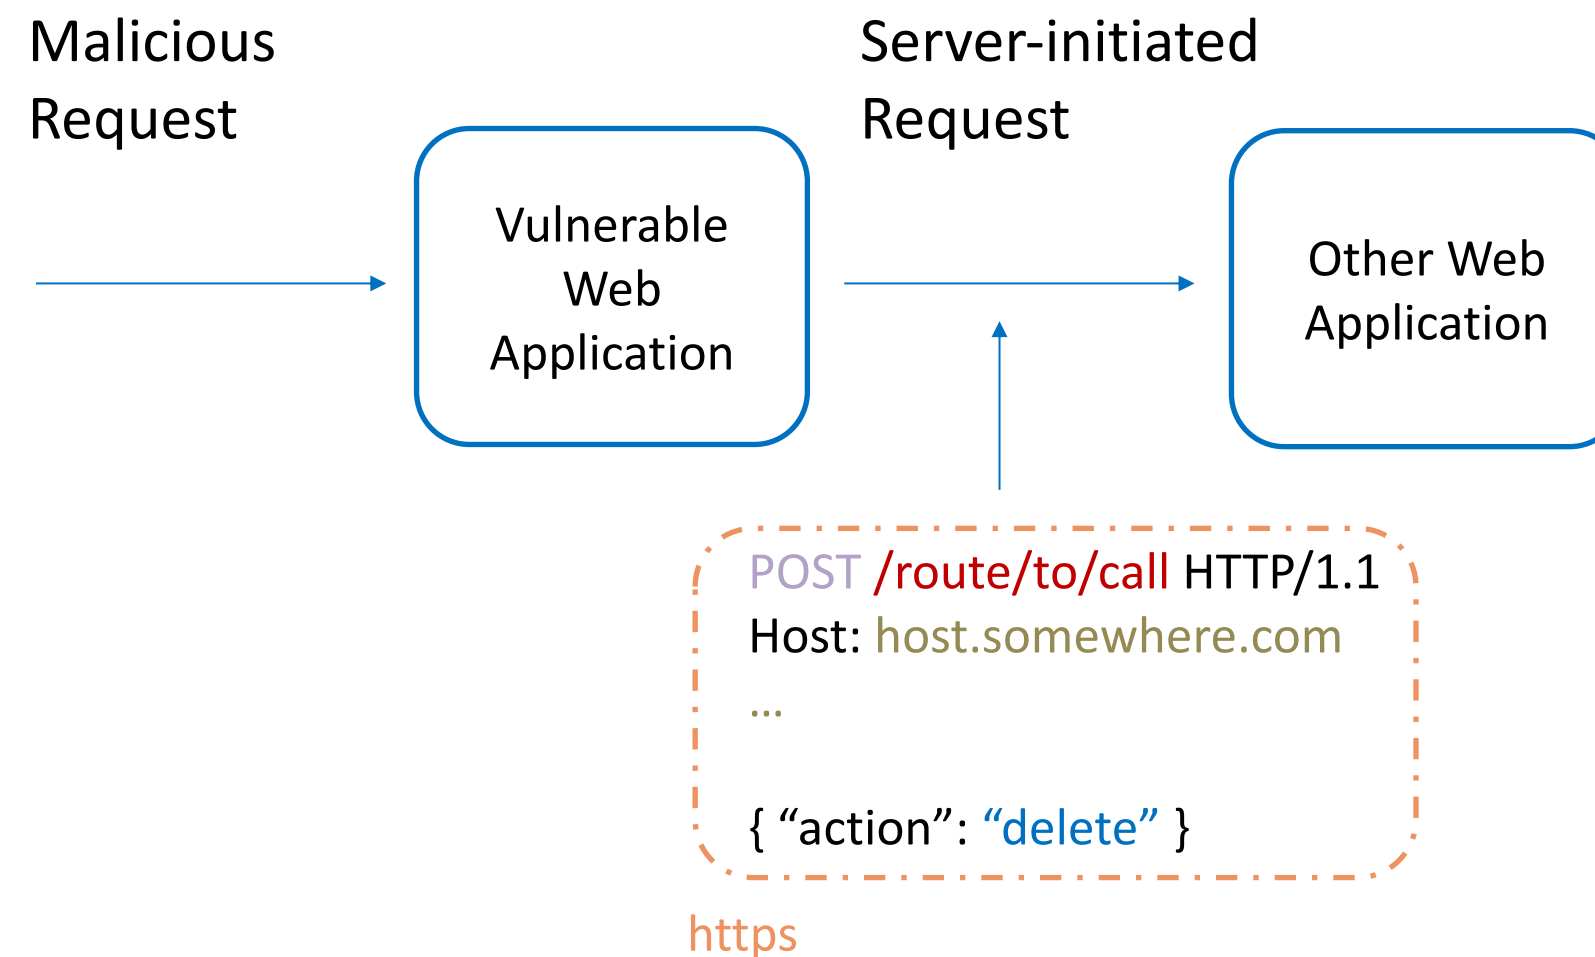 Malicious
Request
Server-initiated
Request
Vulnerable
Web
Application
Other Web
Application
POST /route/to/call HTTP/1.1
Host: host.somewhere.com
…
{ “action”: “delete” }
https